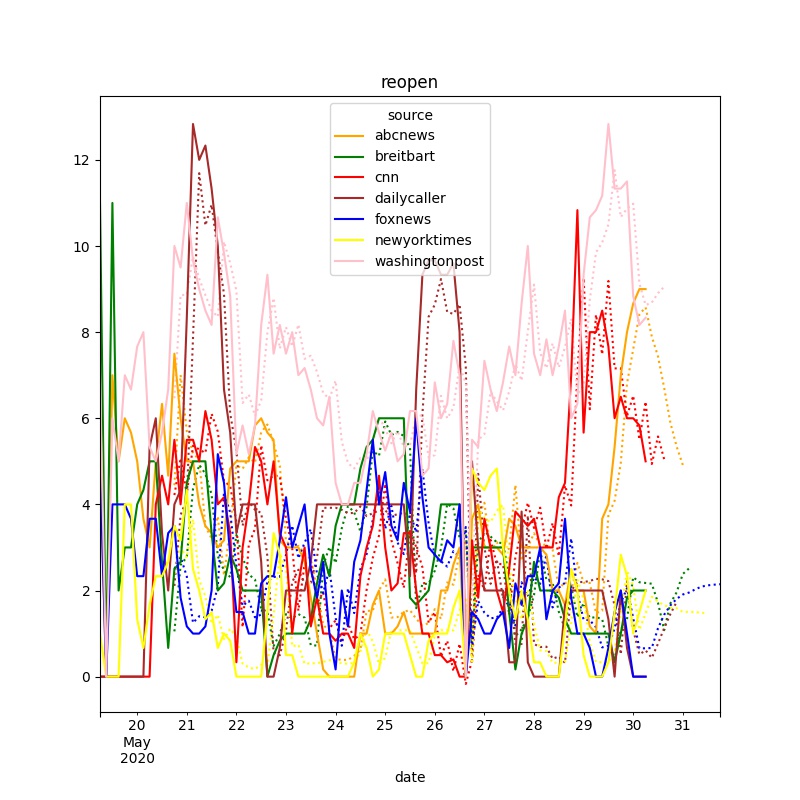 reopen
source
abcnews
breitbart
cnn
dailycaller
foxnews
newyorktimes
washingtonpost
12
10
8
6
4
2
0
20 21 22 23 24 25 26 27 28 29 30 31
May
2020
date